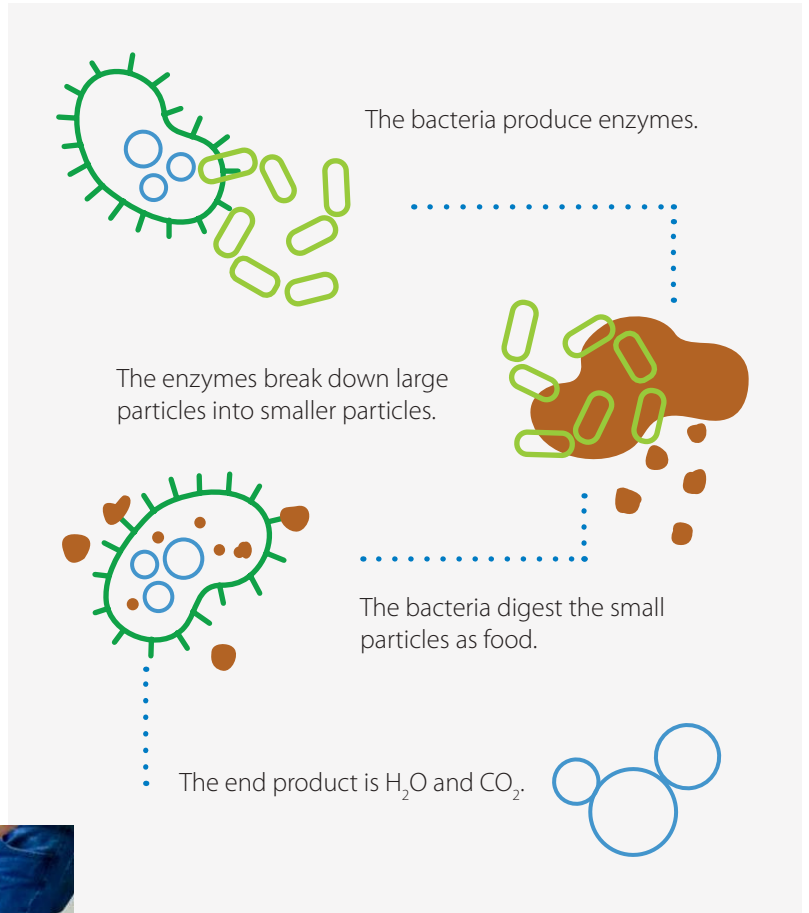 The bacteria produce enzymes.
The enzymes break down large
particles into smaller particles.
The bacteria digest the small
particles as food.
The end product is H₂O and CO₂.